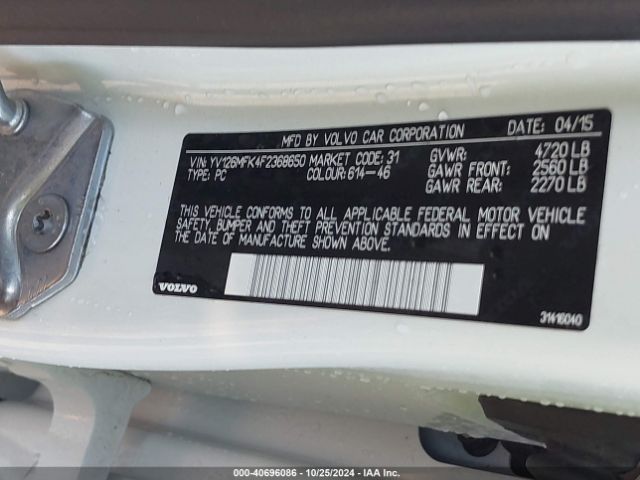 MFD BY VOLVO CAR CORPORATION DATE: 04/15
VIN: YV126MFK4F2368650 MARKET CODE: 31 GVWR: 4720 LB
TYPE: PC COLOUR: 614-46 GAWR FRONT: 2560 LB
GAWR REAR: 2270 LB
THIS VEHICLE CONFORMS TO ALL APPLICABLE FEDERAL MOTOR VEHICLE
SAFETY, BUMPER AND THEFT PREVENTION STANDARDS IN EFFECT ON
THE DATE OF MANUFACTURE SHOWN ABOVE.
VOLVO
31416040
000-40696086 - 10/25/2024 - IAA Inc.